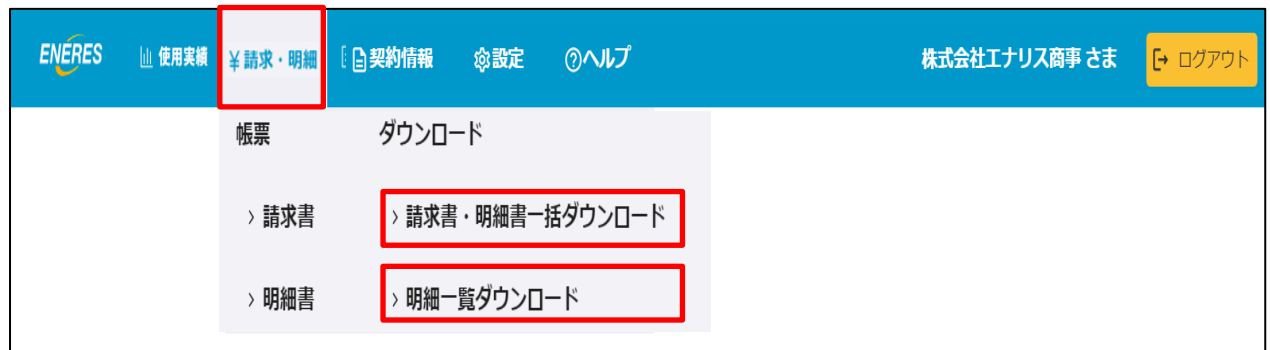 ENERES 使用実績 ¥請求・明細 契約情報 設定 ?ヘルプ 株式会社エナリス商事 さま ログアウト
帳票 ダウンロード
› 請求書 › 請求書・明細書一括ダウンロード
› 明細書 › 明細一覧ダウンロード